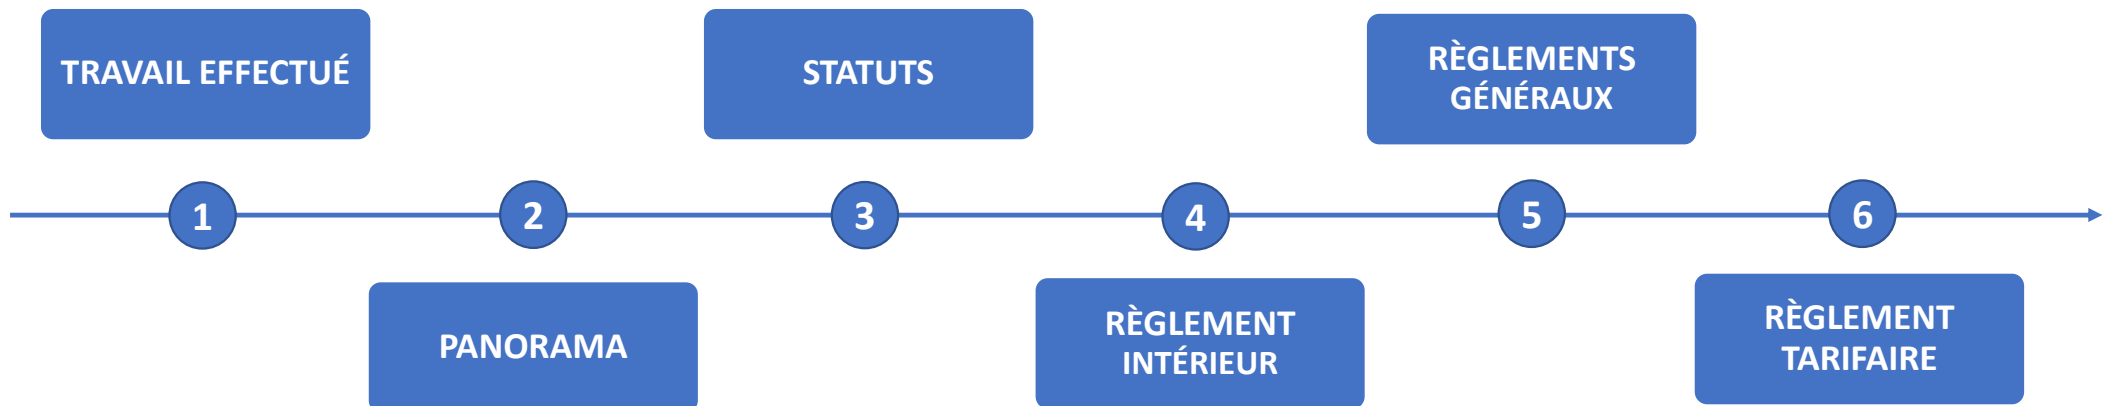 TRAVAIL EFFECTUÉ
STATUTS
RÈGLEMENTS
GÉNÉRAUX
1
2
3
4
5
6
PANORAMA
RÈGLEMENT
INTÉRIEUR
RÈGLEMENT
TARIFAIRE